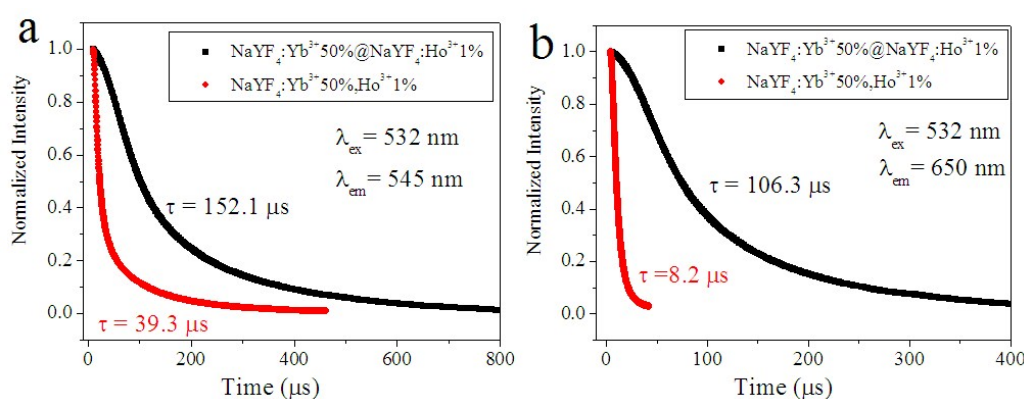 a
1.0
0.8
0.6
0.4
0.2
0.0
Normalized Intensity
NaYF₄:Yb³⁺50%@NaYF₄:Ho³⁺1%
NaYF₄:Yb³⁺50%,Ho³⁺1%
λex = 532 nm
λem = 545 nm
τ = 152.1 μs
τ = 39.3 μs
0 200 400 600 800
Time (μs)
b
1.0
0.8
0.6
0.4
0.2
0.0
Normalized Intensity
NaYF₄:Yb³⁺50%@NaYF₄:Ho³⁺1%
NaYF₄:Yb³⁺50%,Ho³⁺1%
λex = 532 nm
λem = 650 nm
τ = 106.3 μs
τ =8.2 μs
0 100 200 300 400
Time (μs)